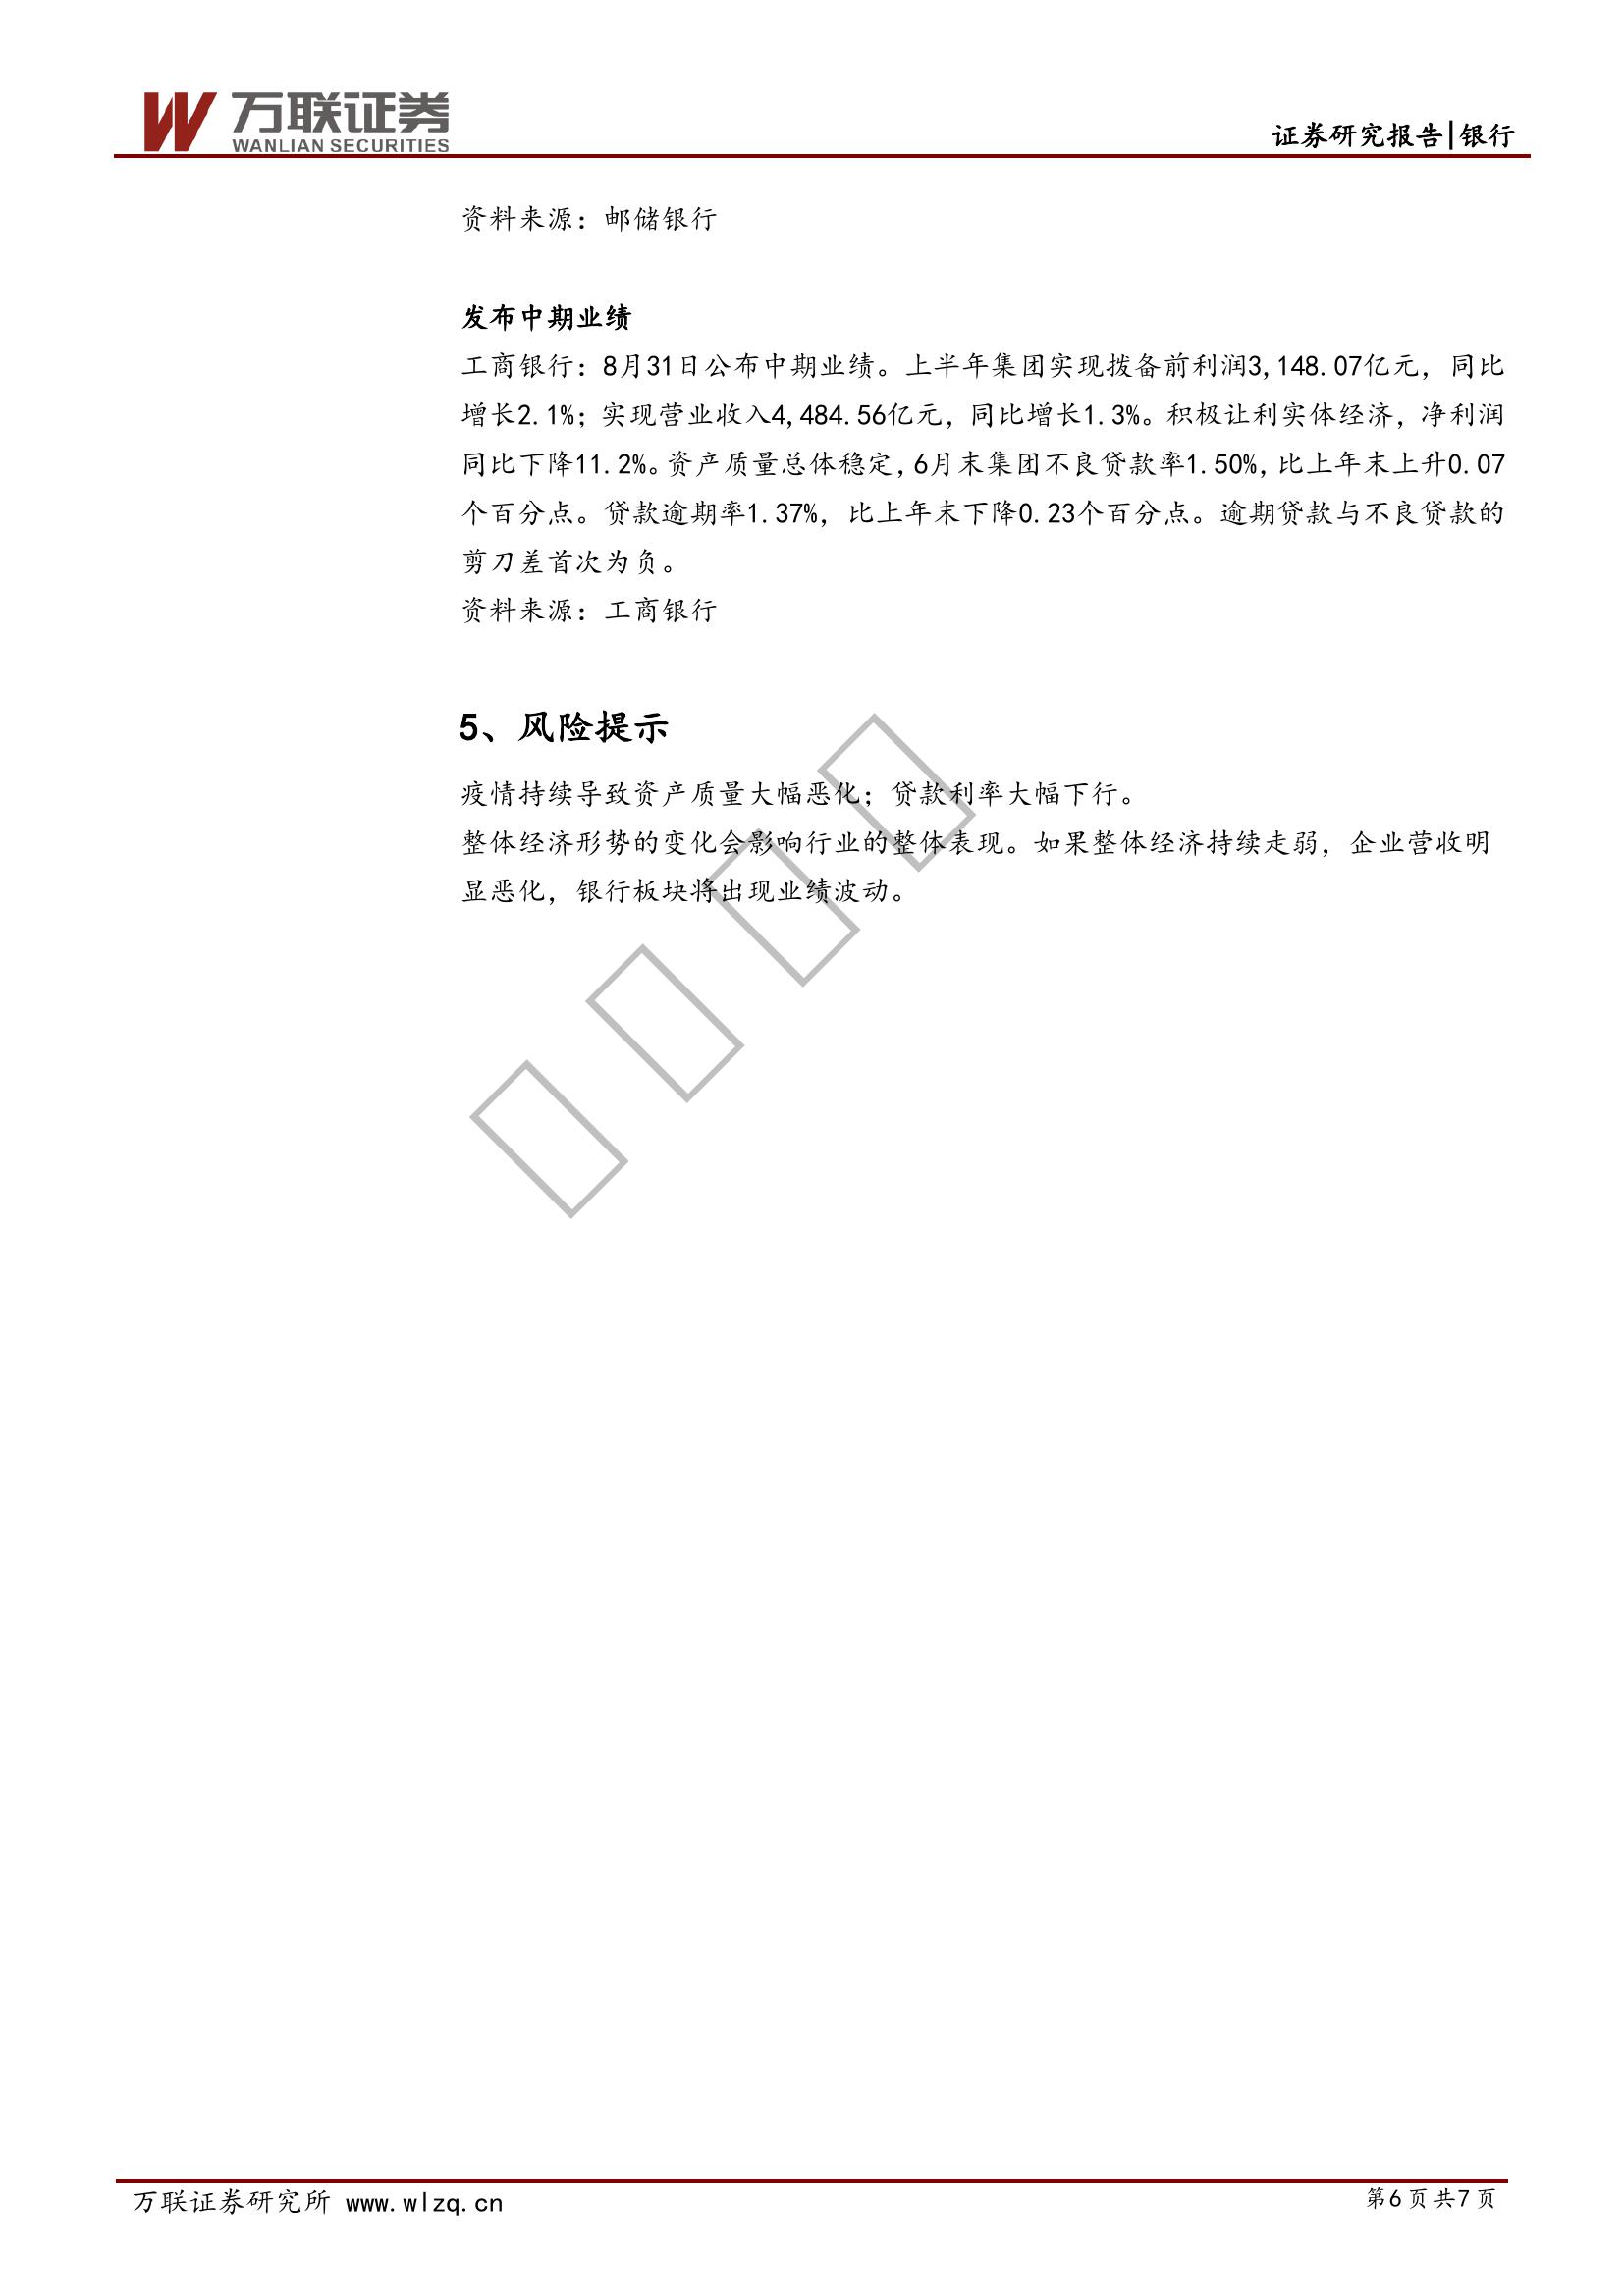 万联证券
WANLIAN SECURITIES
证券研究报告|银行
资料来源：邮储银行
发布中期业绩
工商银行：8月31日公布中期业绩。上半年集团实现拨备前利润3,148.07亿元，同比
增长2.1%；实现营业收入4,484.56亿元，同比增长1.3%。积极让利实体经济，净利润
同比下降11.2%。资产质量总体稳定，6月末集团不良贷款率1.50%，比上年末上升0.07
个百分点。贷款逾期率1.37%，比上年末下降0.23个百分点。逾期贷款与不良贷款的
剪刀差首次为负。
资料来源：工商银行
5、风险提示
疫情持续导致资产质量大幅恶化；贷款利率大幅下行。
整体经济形势的变化会影响行业的整体表现。如果整体经济持续走弱，企业营收明
显恶化，银行板块将出现业绩波动。
万联证券研究所 www.wlzq.cn
第6页共7页